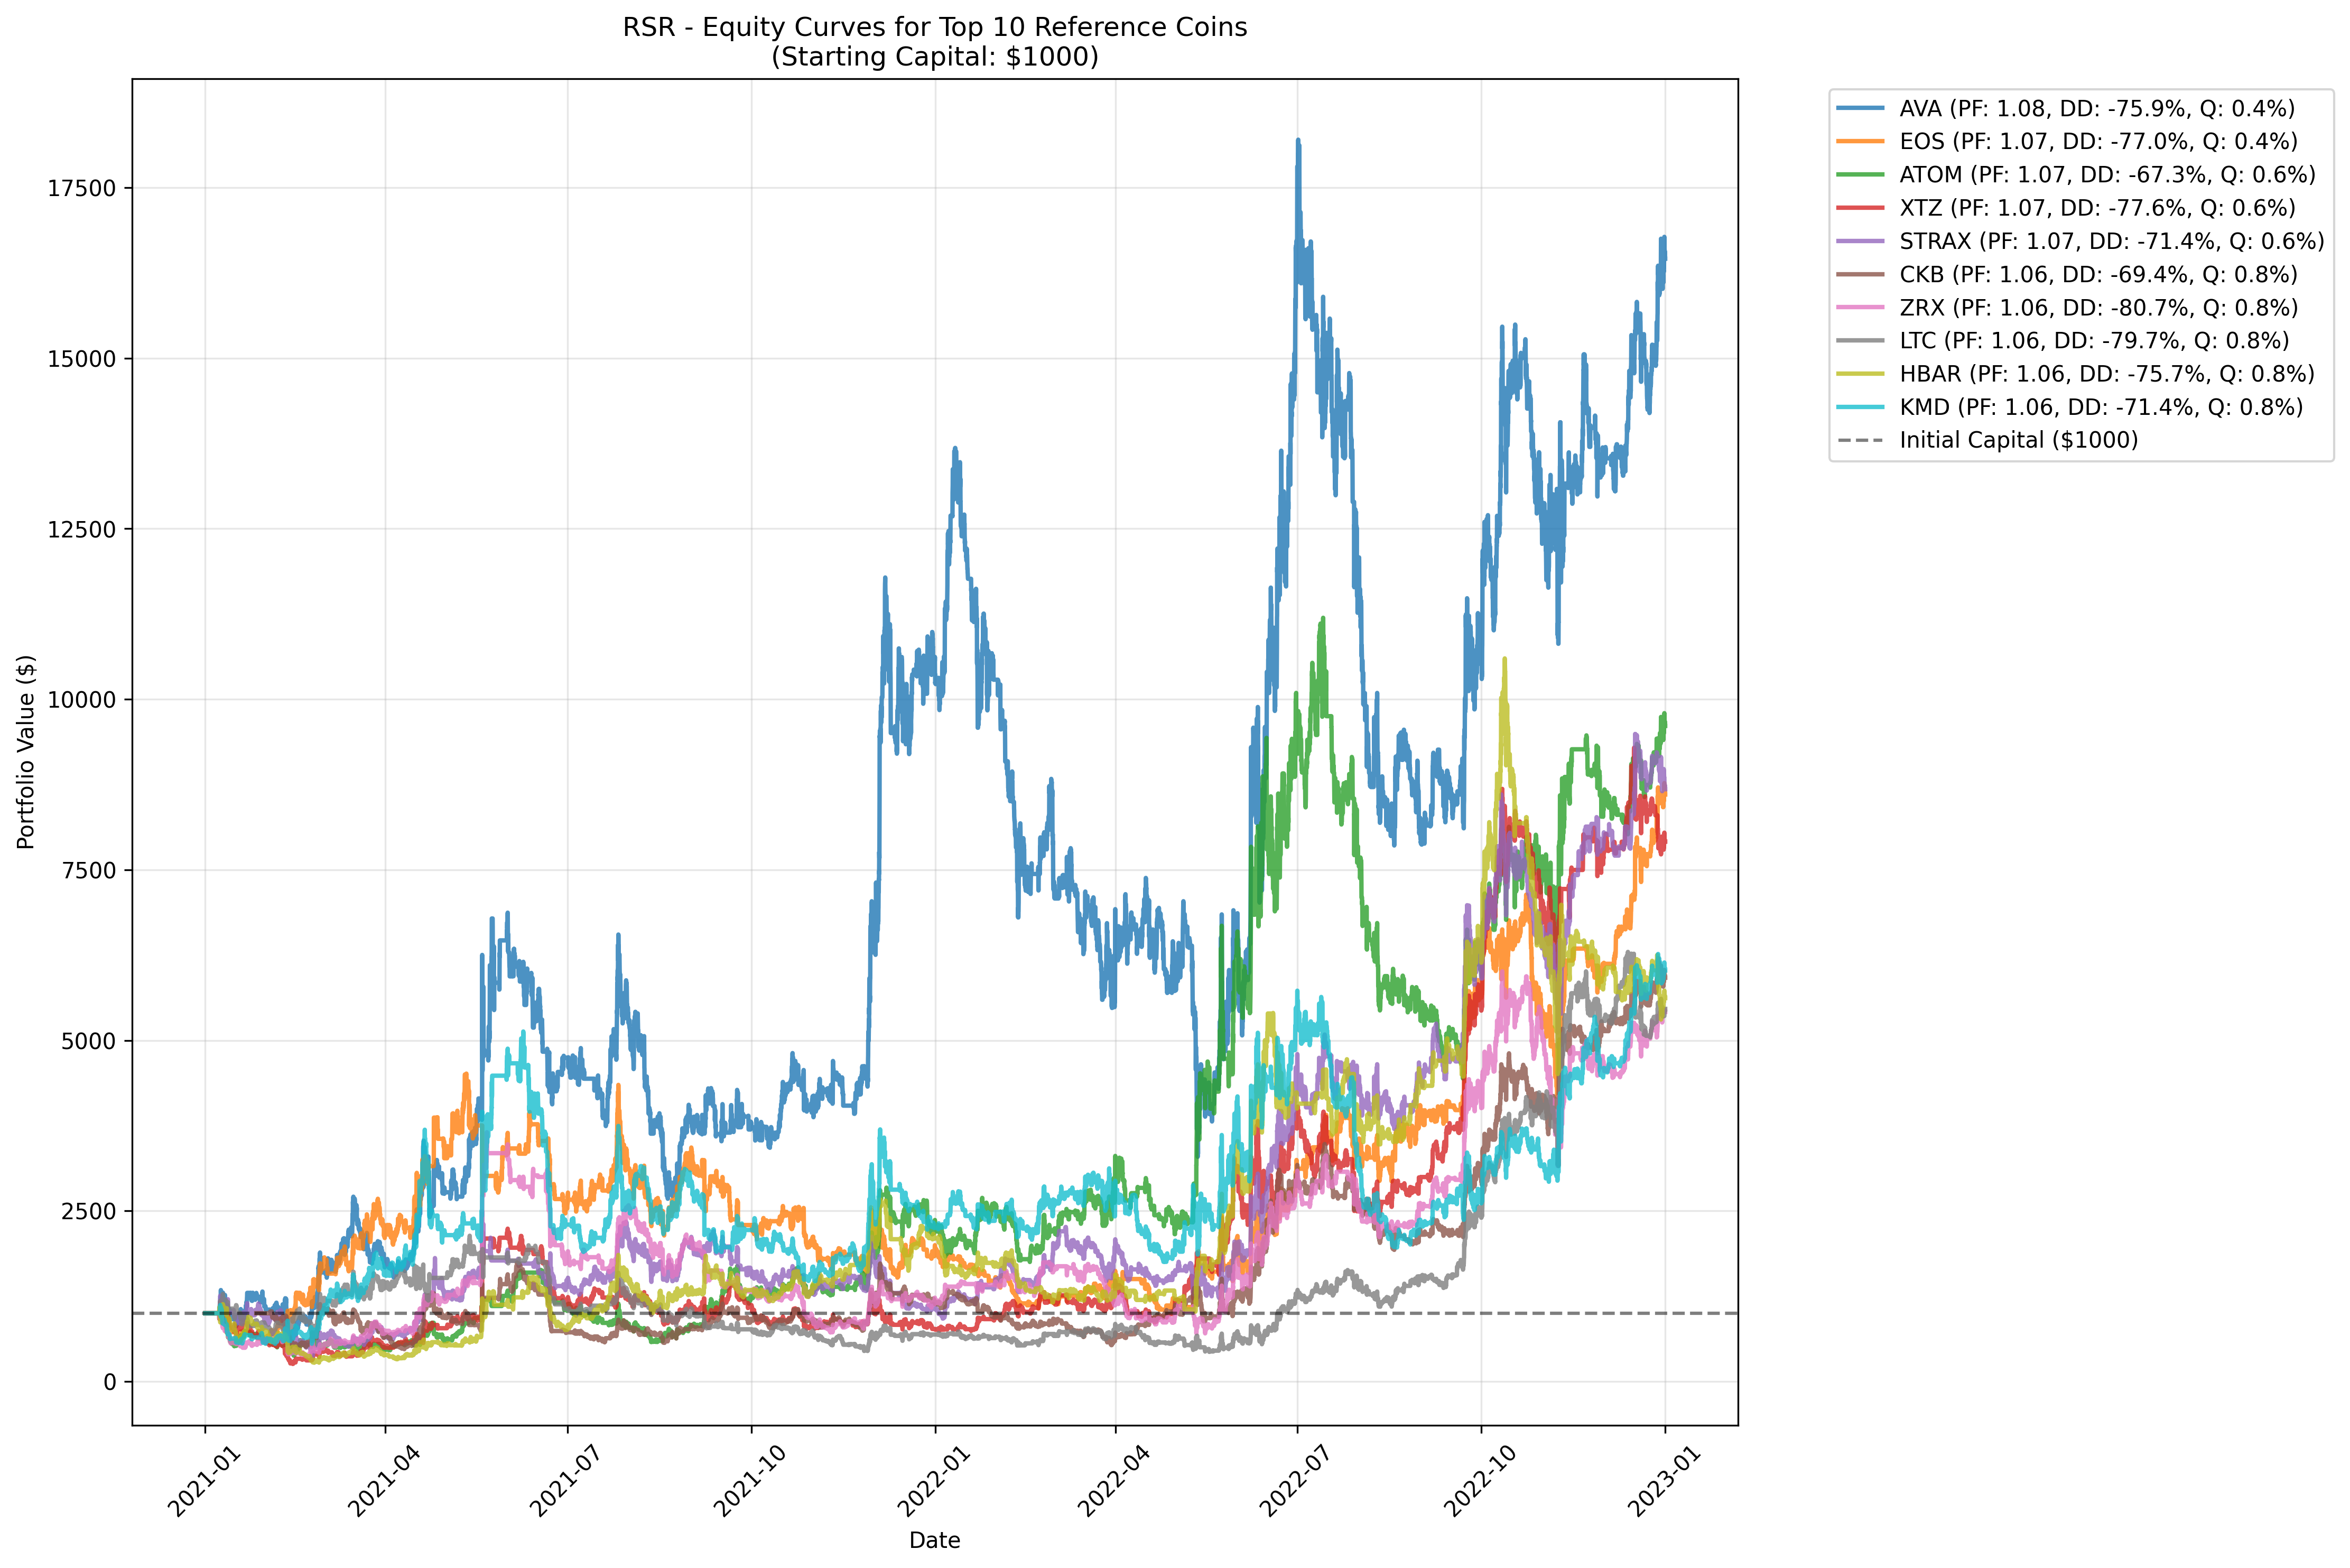 RSR - Equity Curves for Top 10 Reference Coins
(Starting Capital: $1000)
Portfolio Value ($)
17500
15000
12500
10000
7500
5000
2500
0
2021-01
2021-04
2021-07
2021-10
2022-01
2022-04
2022-07
2022-10
2023-01
Date
AVA (PF: 1.08, DD: -75.9%, Q: 0.4%)
EOS (PF: 1.07, DD: -77.0%, Q: 0.4%)
ATOM (PF: 1.07, DD: -67.3%, Q: 0.6%)
XTZ (PF: 1.07, DD: -77.6%, Q: 0.6%)
STRAX (PF: 1.07, DD: -71.4%, Q: 0.6%)
CKB (PF: 1.06, DD: -69.4%, Q: 0.8%)
ZRX (PF: 1.06, DD: -80.7%, Q: 0.8%)
LTC (PF: 1.06, DD: -79.7%, Q: 0.8%)
HBAR (PF: 1.06, DD: -75.7%, Q: 0.8%)
KMD (PF: 1.06, DD: -71.4%, Q: 0.8%)
Initial Capital ($1000)